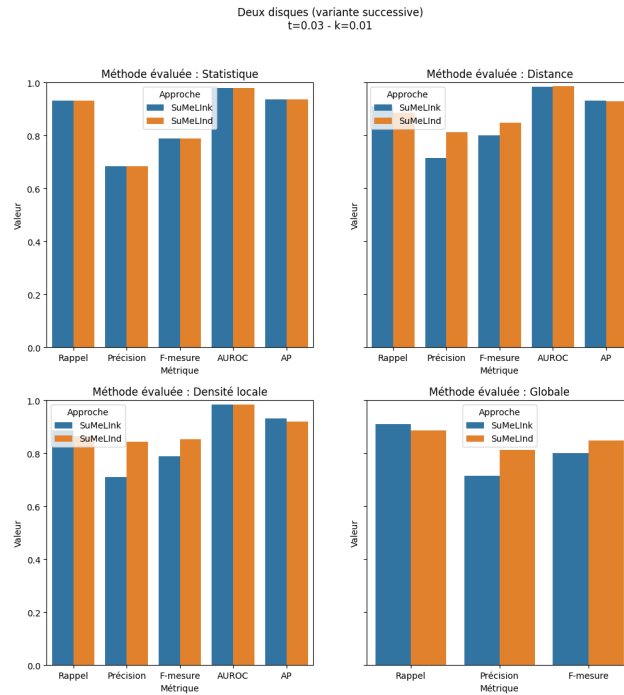 Deux disques (variante successive)
t=0.03 - k=0.01
Méthode évaluée : Statistique
1.0
0.8
0.6
0.4
0.2
0.0
Valeur
Approche
SuMeLInk
SuMeLInd
Rappel Précision F-mesure AUROC AP
Métrique
Méthode évaluée : Distance
Valeur
Approche
SuMeLInk
SuMeLInd
Rappel Précision F-mesure AUROC AP
Métrique
Méthode évaluée : Densité locale
1.0
0.8
0.6
0.4
0.2
0.0
Valeur
Approche
SuMeLInk
SuMeLInd
Rappel Précision F-mesure AUROC AP
Métrique
Méthode évaluée : Globale
Valeur
Approche
SuMeLInk
SuMeLInd
Rappel Précision F-mesure
Métrique